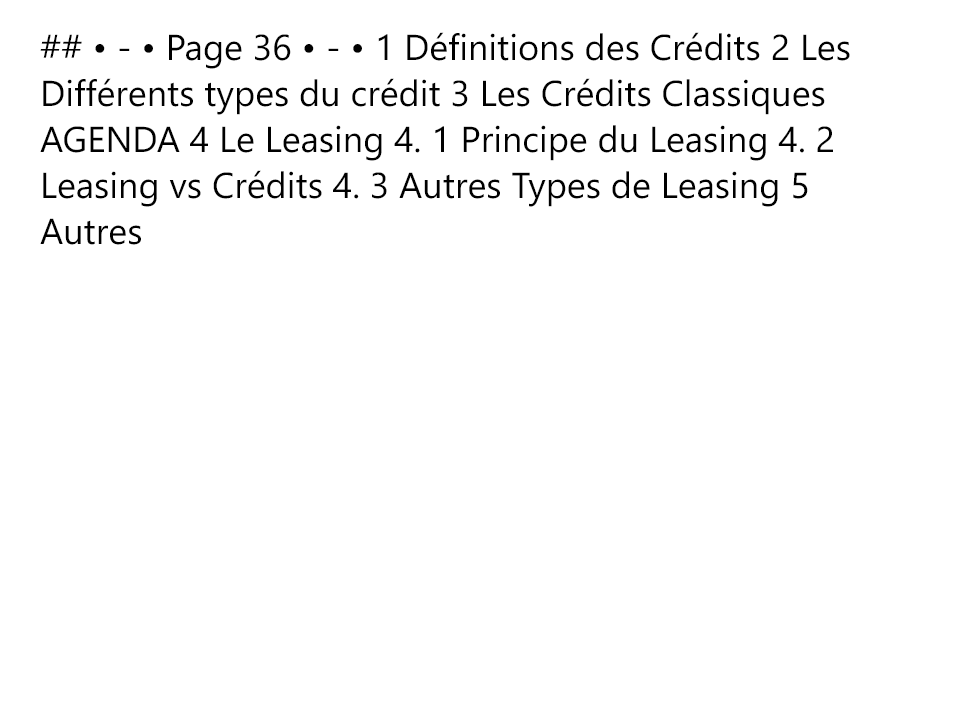 ## • - • Page 36 • - • 1 Définitions des Crédits 2 Les
Différents types du crédit 3 Les Crédits Classiques
AGENDA 4 Le Leasing 4. 1 Principe du Leasing 4. 2
Leasing vs Crédits 4. 3 Autres Types de Leasing 5
Autres